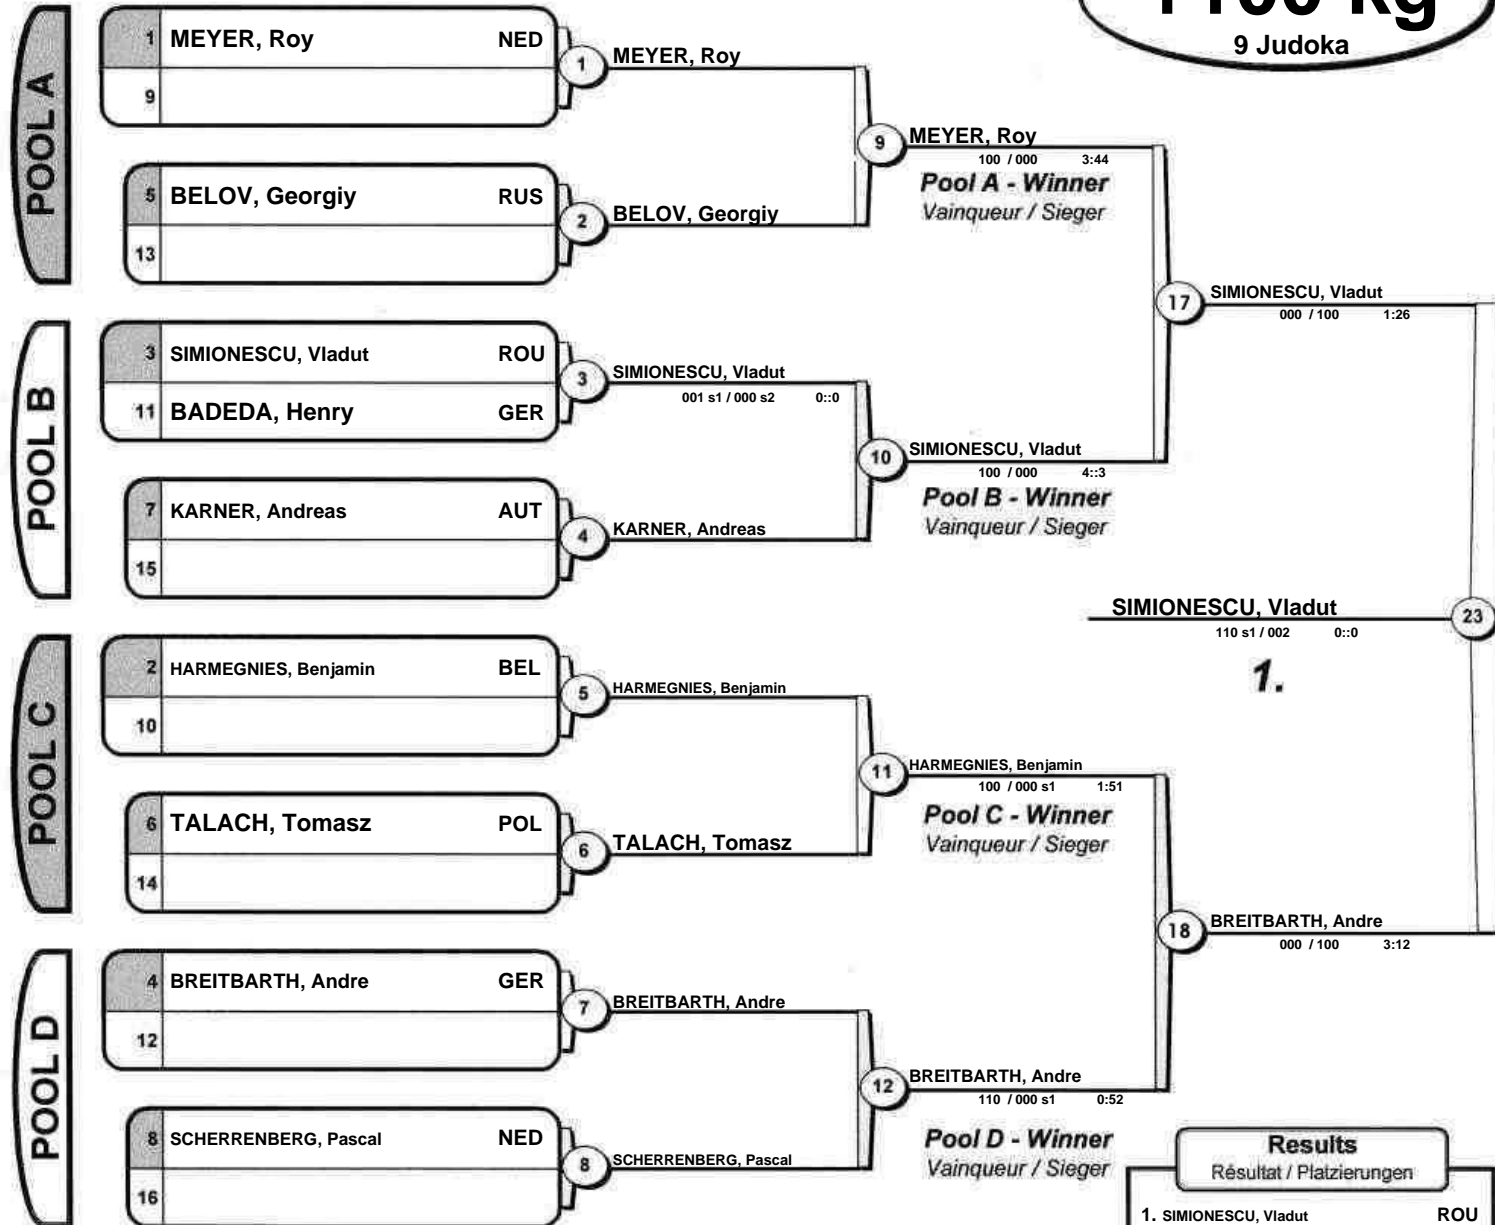 +100 kg
9 Judoka
POOL A
1 MEYER, Roy NED
9
1 MEYER, Roy
5 BELOV, Georgiy RUS
13
2 BELOV, Georgiy
9 MEYER, Roy
100 / 000 3:44
Pool A - Winner
Vainqueur / Sieger
POOL B
3 SIMIONESCU, Vladut ROU
11 BADEDA, Henry GER
3 SIMIONESCU, Vladut
001 s1 / 000 s2 0::0
7 KARNER, Andreas AUT
15
4 KARNER, Andreas
10 SIMIONESCU, Vladut
100 / 000 4::3
Pool B - Winner
Vainqueur / Sieger
17 SIMIONESCU, Vladut
000 / 100 1:26
SIMIONESCU, Vladut 23
110 s1 / 002 0::0
1.
POOL C
2 HARMEGNIES, Benjamin BEL
10
5 HARMEGNIES, Benjamin
6 TALACH, Tomasz POL
14
6 TALACH, Tomasz
11 HARMEGNIES, Benjamin
100 / 000 s1 1:51
Pool C - Winner
Vainqueur / Sieger
POOL D
4 BREITBARTH, Andre GER
12
7 BREITBARTH, Andre
8 SCHERRENBERG, Pascal NED
16
8 SCHERRENBERG, Pascal
12 BREITBARTH, Andre
110 / 000 s1 0:52
Pool D - Winner
Vainqueur / Sieger
18 BREITBARTH, Andre
000 / 100 3:12
Results
Résultat / Platzierungen
1. SIMIONESCU, Vladut ROU